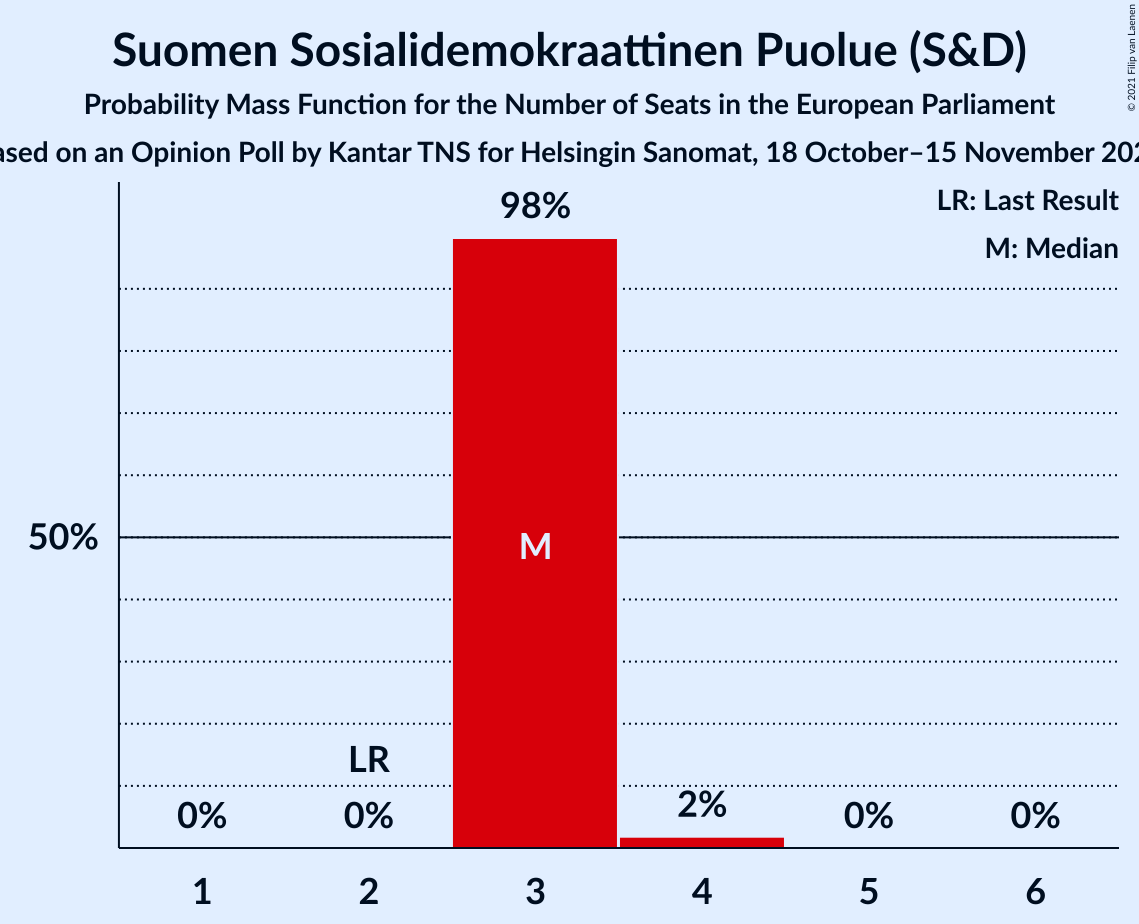 Suomen Sosialidemokraattinen Puolue (S&D)
Probability Mass Function for the Number of Seats in the European Parliament
ased on an Opinion Poll by Kantar TNS for Helsingin Sanomat, 18 October–15 November 202
© 2021 Filip van Laenen
LR: Last Result
M: Median
98%
50%
M
LR
0% 0% 2% 0% 0%
1 2 3 4 5 6